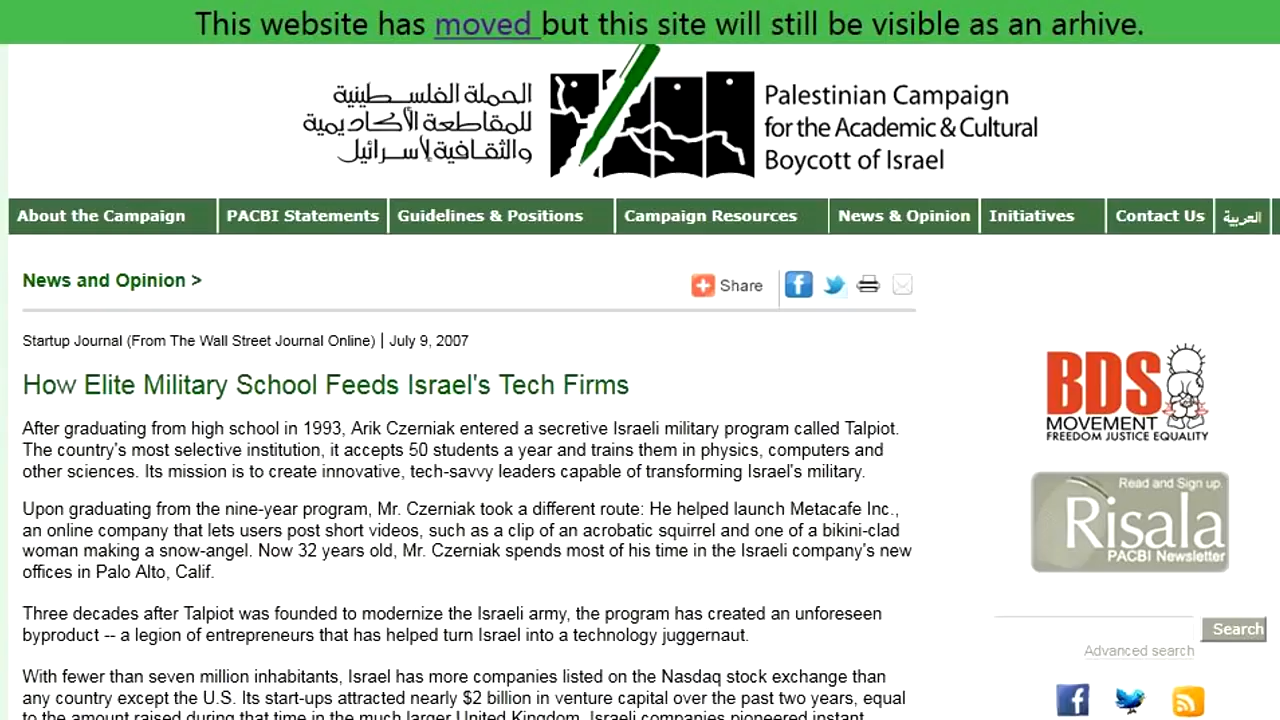 This website has moved but this site will still be visible as an arhive.
الحملة الفلسطينية
للمقاطعة الأكاديمية
والثقافية لإسرائيل
Palestinian Campaign
for the Academic & Cultural
Boycott of Israel
About the Campaign
PACBI Statements
Guidelines & Positions
Campaign Resources
News & Opinion
Initiatives
Contact Us
العربية
News and Opinion >
Share
Startup Journal (From The Wall Street Journal Online) | July 9, 2007
How Elite Military School Feeds Israel's Tech Firms
After graduating from high school in 1993, Arik Czerniak entered a secretive Israeli military program called Talpiot.
The country's most selective institution, it accepts 50 students a year and trains them in physics, computers and
other sciences. Its mission is to create innovative, tech-savvy leaders capable of transforming Israel's military.
Upon graduating from the nine-year program, Mr. Czerniak took a different route: He helped launch Metacafe Inc.,
an online company that lets users post short videos, such as a clip of an acrobatic squirrel and one of a bikini-clad
woman making a snow-angel. Now 32 years old, Mr. Czerniak spends most of his time in the Israeli company's new
offices in Palo Alto, Calif.
Three decades after Talpiot was founded to modernize the Israeli army, the program has created an unforeseen
byproduct -- a legion of entrepreneurs that has helped turn Israel into a technology juggernaut.
With fewer than seven million inhabitants, Israel has more companies listed on the Nasdaq stock exchange than
any country except the U.S. Its start-ups attracted nearly $2 billion in venture capital over the past two years, equal
to the amount raised during that time in the much larger United Kingdom. Israeli companies pioneered instant
BDS
MOVEMENT
FREEDOM JUSTICE EQUALITY
Read and Sign up.
Risala
PACBI Newsletter
Search
Advanced search